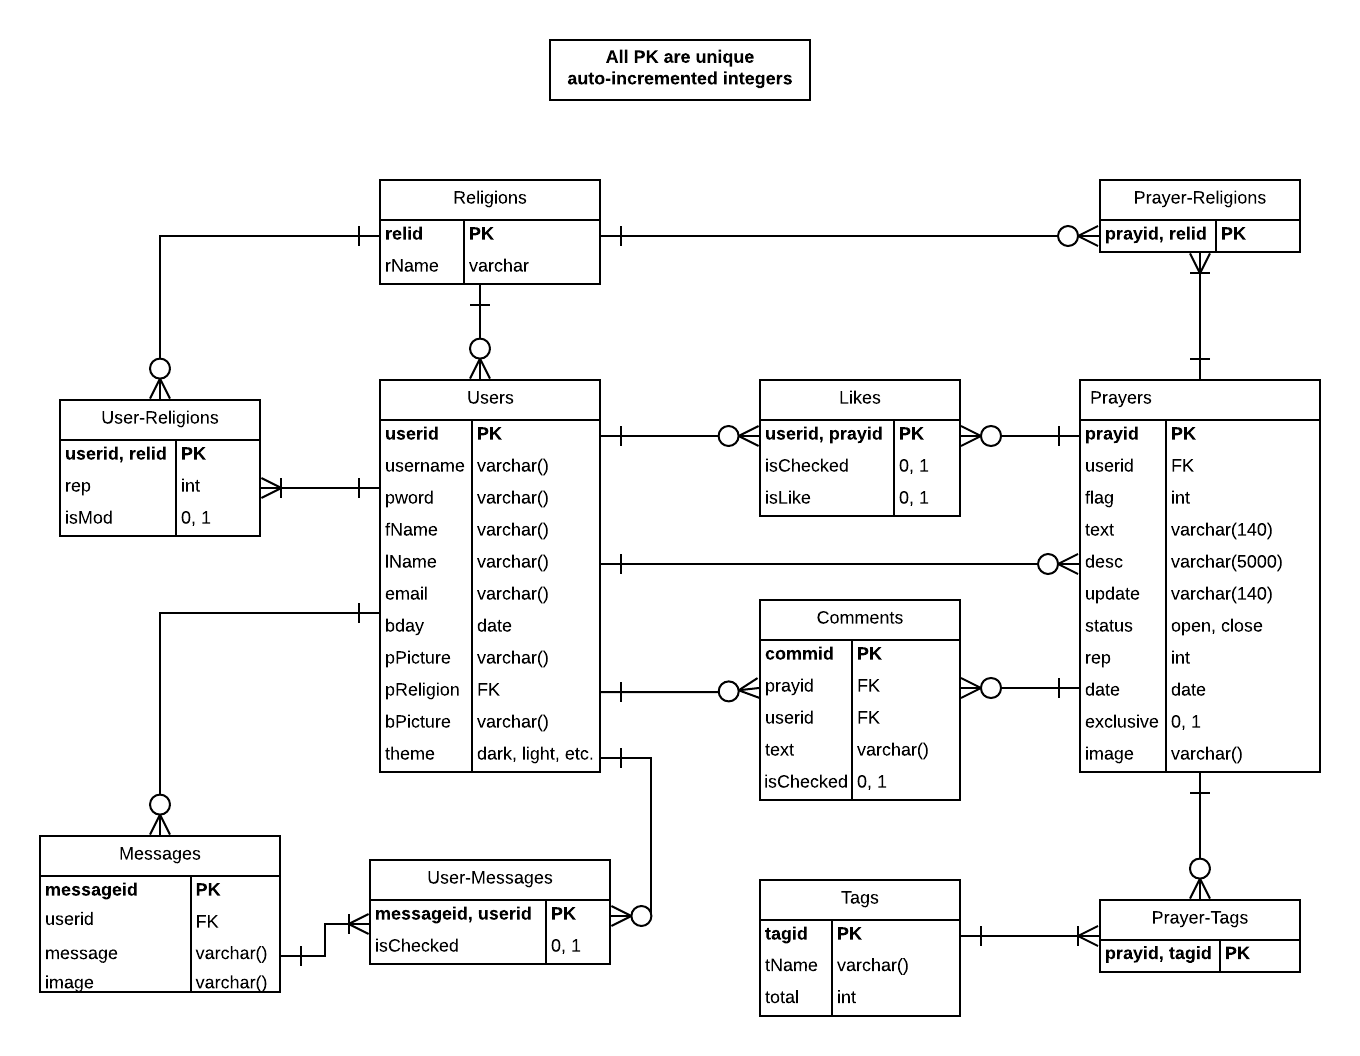 All PK are unique
auto-incremented integers
Religions
relid PK
rName varchar
Prayer-Religions
prayid, relid PK
User-Religions
userid, relid PK
rep int
isMod 0, 1
Users
userid PK
username varchar()
pword varchar()
fName varchar()
lName varchar()
email varchar()
bday date
pPicture varchar()
pReligion FK
bPicture varchar()
theme dark, light, etc.
Likes
userid, prayid PK
isChecked 0, 1
isLike 0, 1
Prayers
prayid PK
userid FK
flag int
text varchar(140)
desc varchar(5000)
update varchar(140)
status open, close
rep int
date date
exclusive 0, 1
image varchar()
Comments
commid PK
prayid FK
userid FK
text varchar()
isChecked 0, 1
Messages
messageid PK
userid FK
message varchar()
image varchar()
User-Messages
messageid, userid PK
isChecked 0, 1
Tags
tagid PK
tName varchar()
total int
Prayer-Tags
prayid, tagid PK